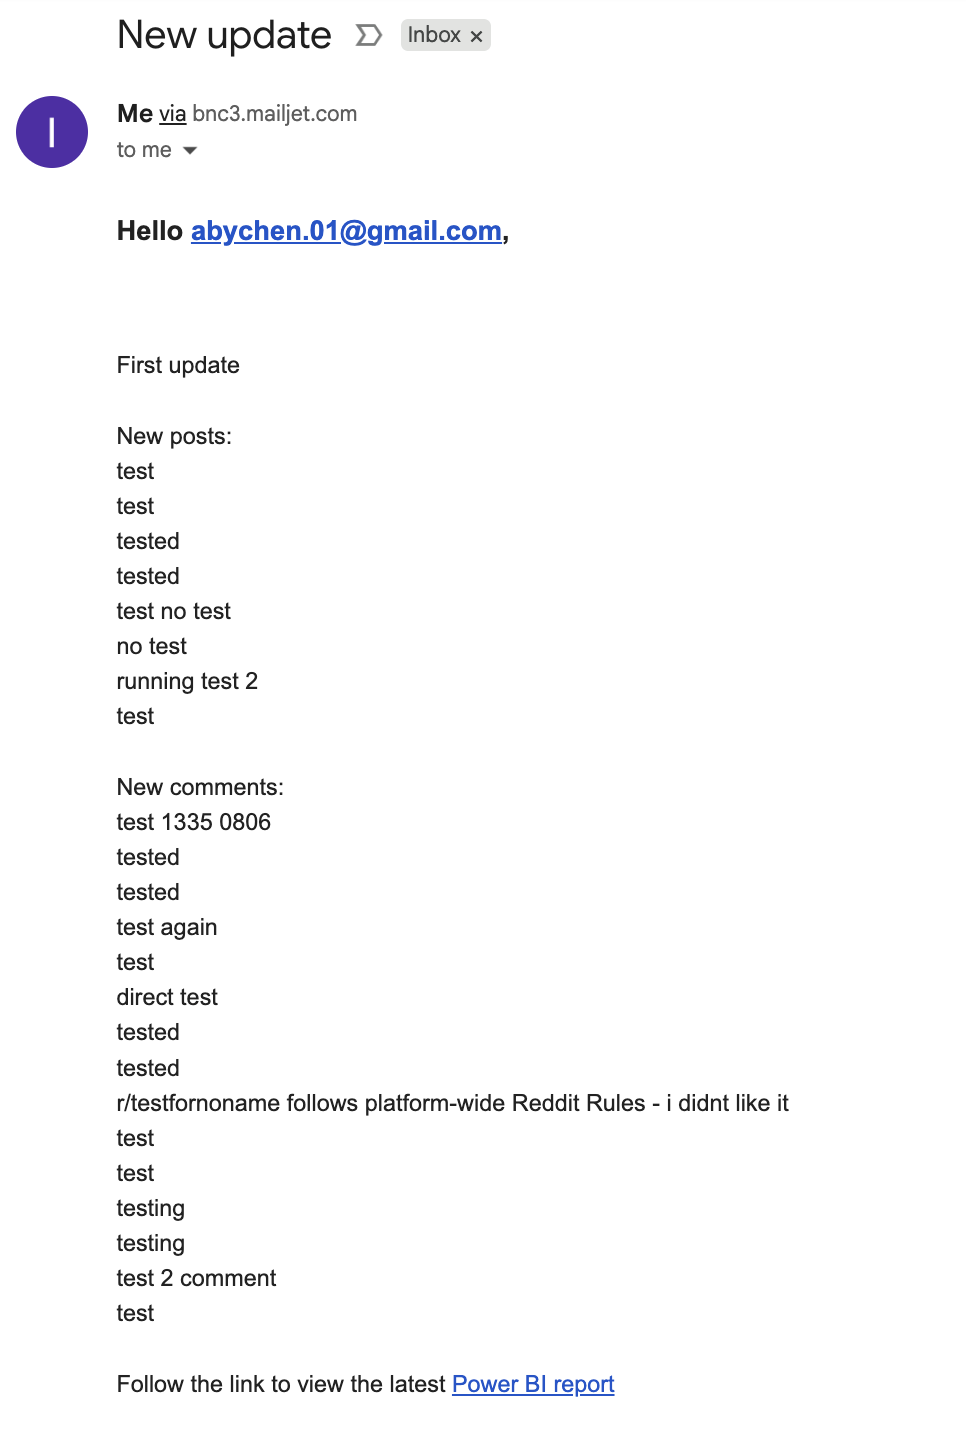 New update Inbox x
I
Me via bnc3.mailjet.com
to me
Hello abychen.01@gmail.com,
First update
New posts:
test
test
tested
tested
test no test
no test
running test 2
test
New comments:
test 1335 0806
tested
tested
test again
test
direct test
tested
tested
r/testfornoname follows platform-wide Reddit Rules - i didnt like it
test
test
testing
testing
test 2 comment
test
Follow the link to view the latest Power BI report